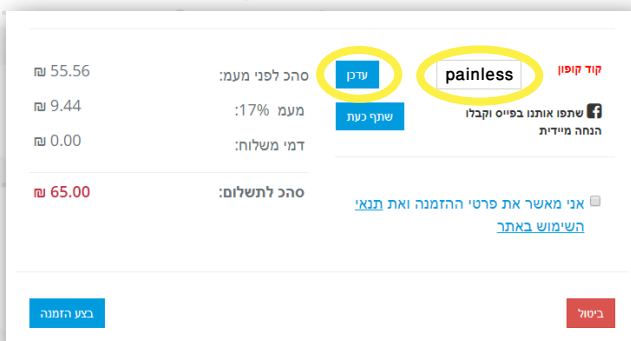 קוד קופון
painless
עדכן
שתפו אותנו בפייס וקבלו
הנחה מיידית
שתף כעת
סהכ לפני מעמ: 55.56 ₪
מעמ 17%: 9.44 ₪
דמי משלוח: 0.00 ₪
סהכ לתשלום: 65.00 ₪
אני מאשר את פרטי ההזמנה ואת תנאי
השימוש באתר
ביטול
בצע הזמנה